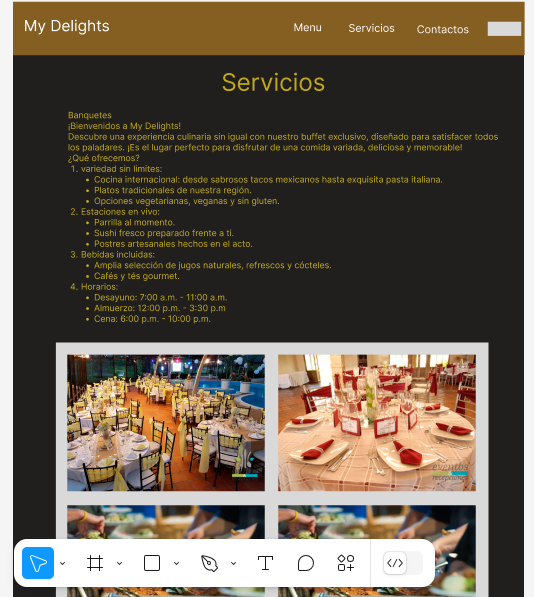 My Delights
Menu
Servicios
Contactos
Servicios
Banquetes
¡Bienvenidos a My Delights!
Descubre una experiencia culinaria sin igual con nuestro buffet exclusivo, diseñado para satisfacer todos
los paladares. ¡Es el lugar perfecto para disfrutar de una comida variada, deliciosa y memorable!
¿Qué ofrecemos?
1. variedad sin limites:
• Cocina internacional: desde sabrosos tacos mexicanos hasta exquisita pasta italiana.
• Platos tradicionales de nuestra región.
• Opciones vegetarianas, veganas y sin gluten.
2. Estaciones en vivo:
• Parrilla al momento.
• Sushi fresco preparado frente a ti.
• Postres artesanales hechos en el acto.
3. Bebidas incluidas:
• Amplia selección de jugos naturales, refrescos y cócteles.
• Cafés y tés gourmet.
4. Horarios:
• Desayuno: 7:00 a.m. - 11:00 a.m.
• Almuerzo: 12:00 p.m. - 3:30 p.m
• Cena: 6:00 p.m. - 10:00 p.m.
eventos
recepciones